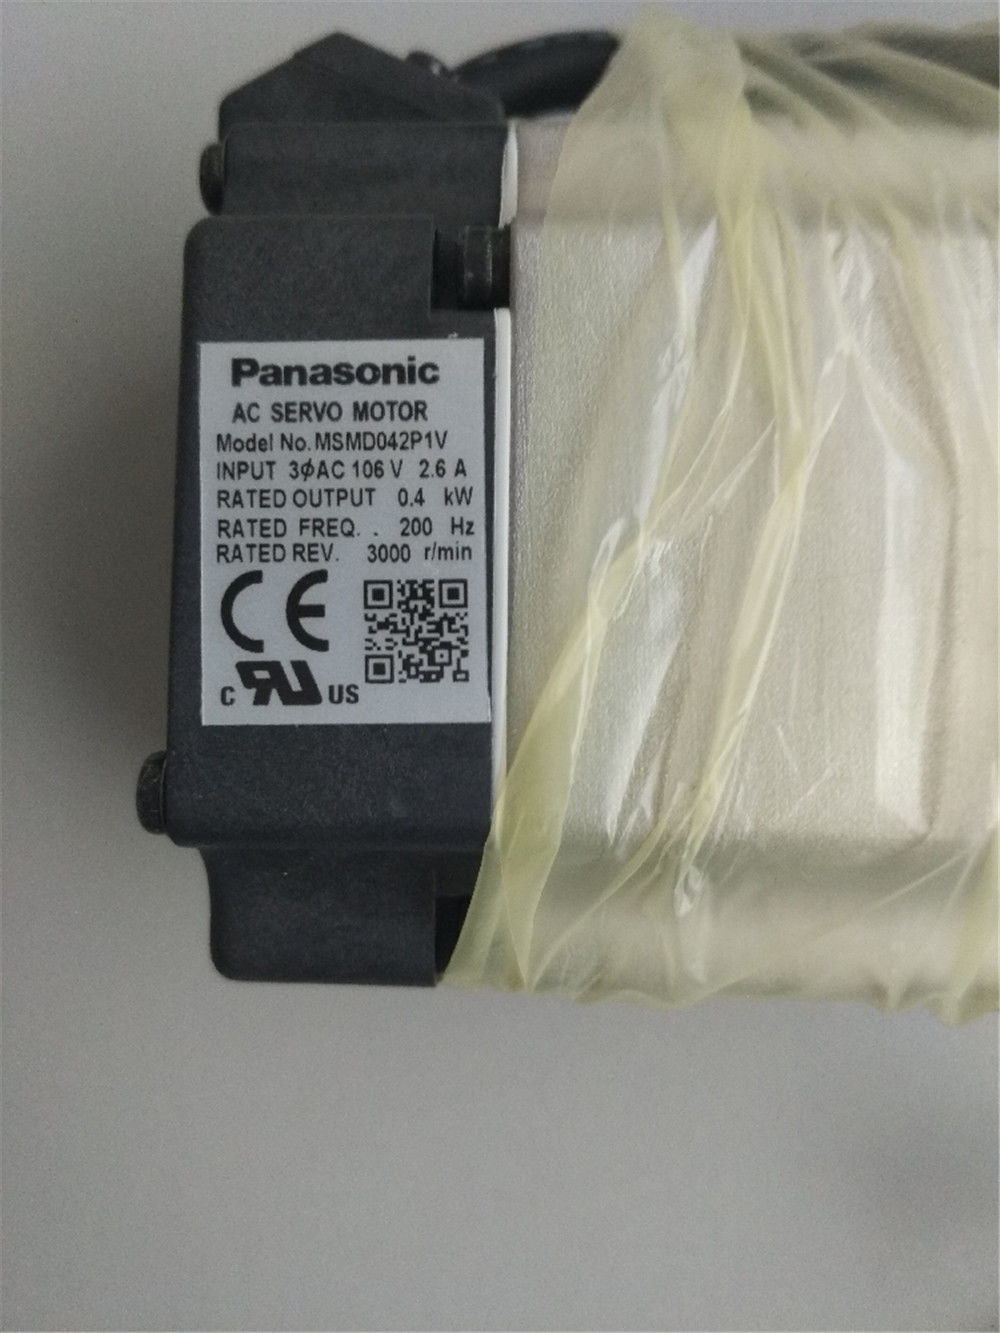 Panasonic
AC SERVO MOTOR
Model No. MSMD042P1V
INPUT 3ϕAC 106 V 2.6 A
RATED OUTPUT 0.4 kW
RATED FREQ. . 200 Hz
RATED REV. 3000 r/min
CE
c RU US